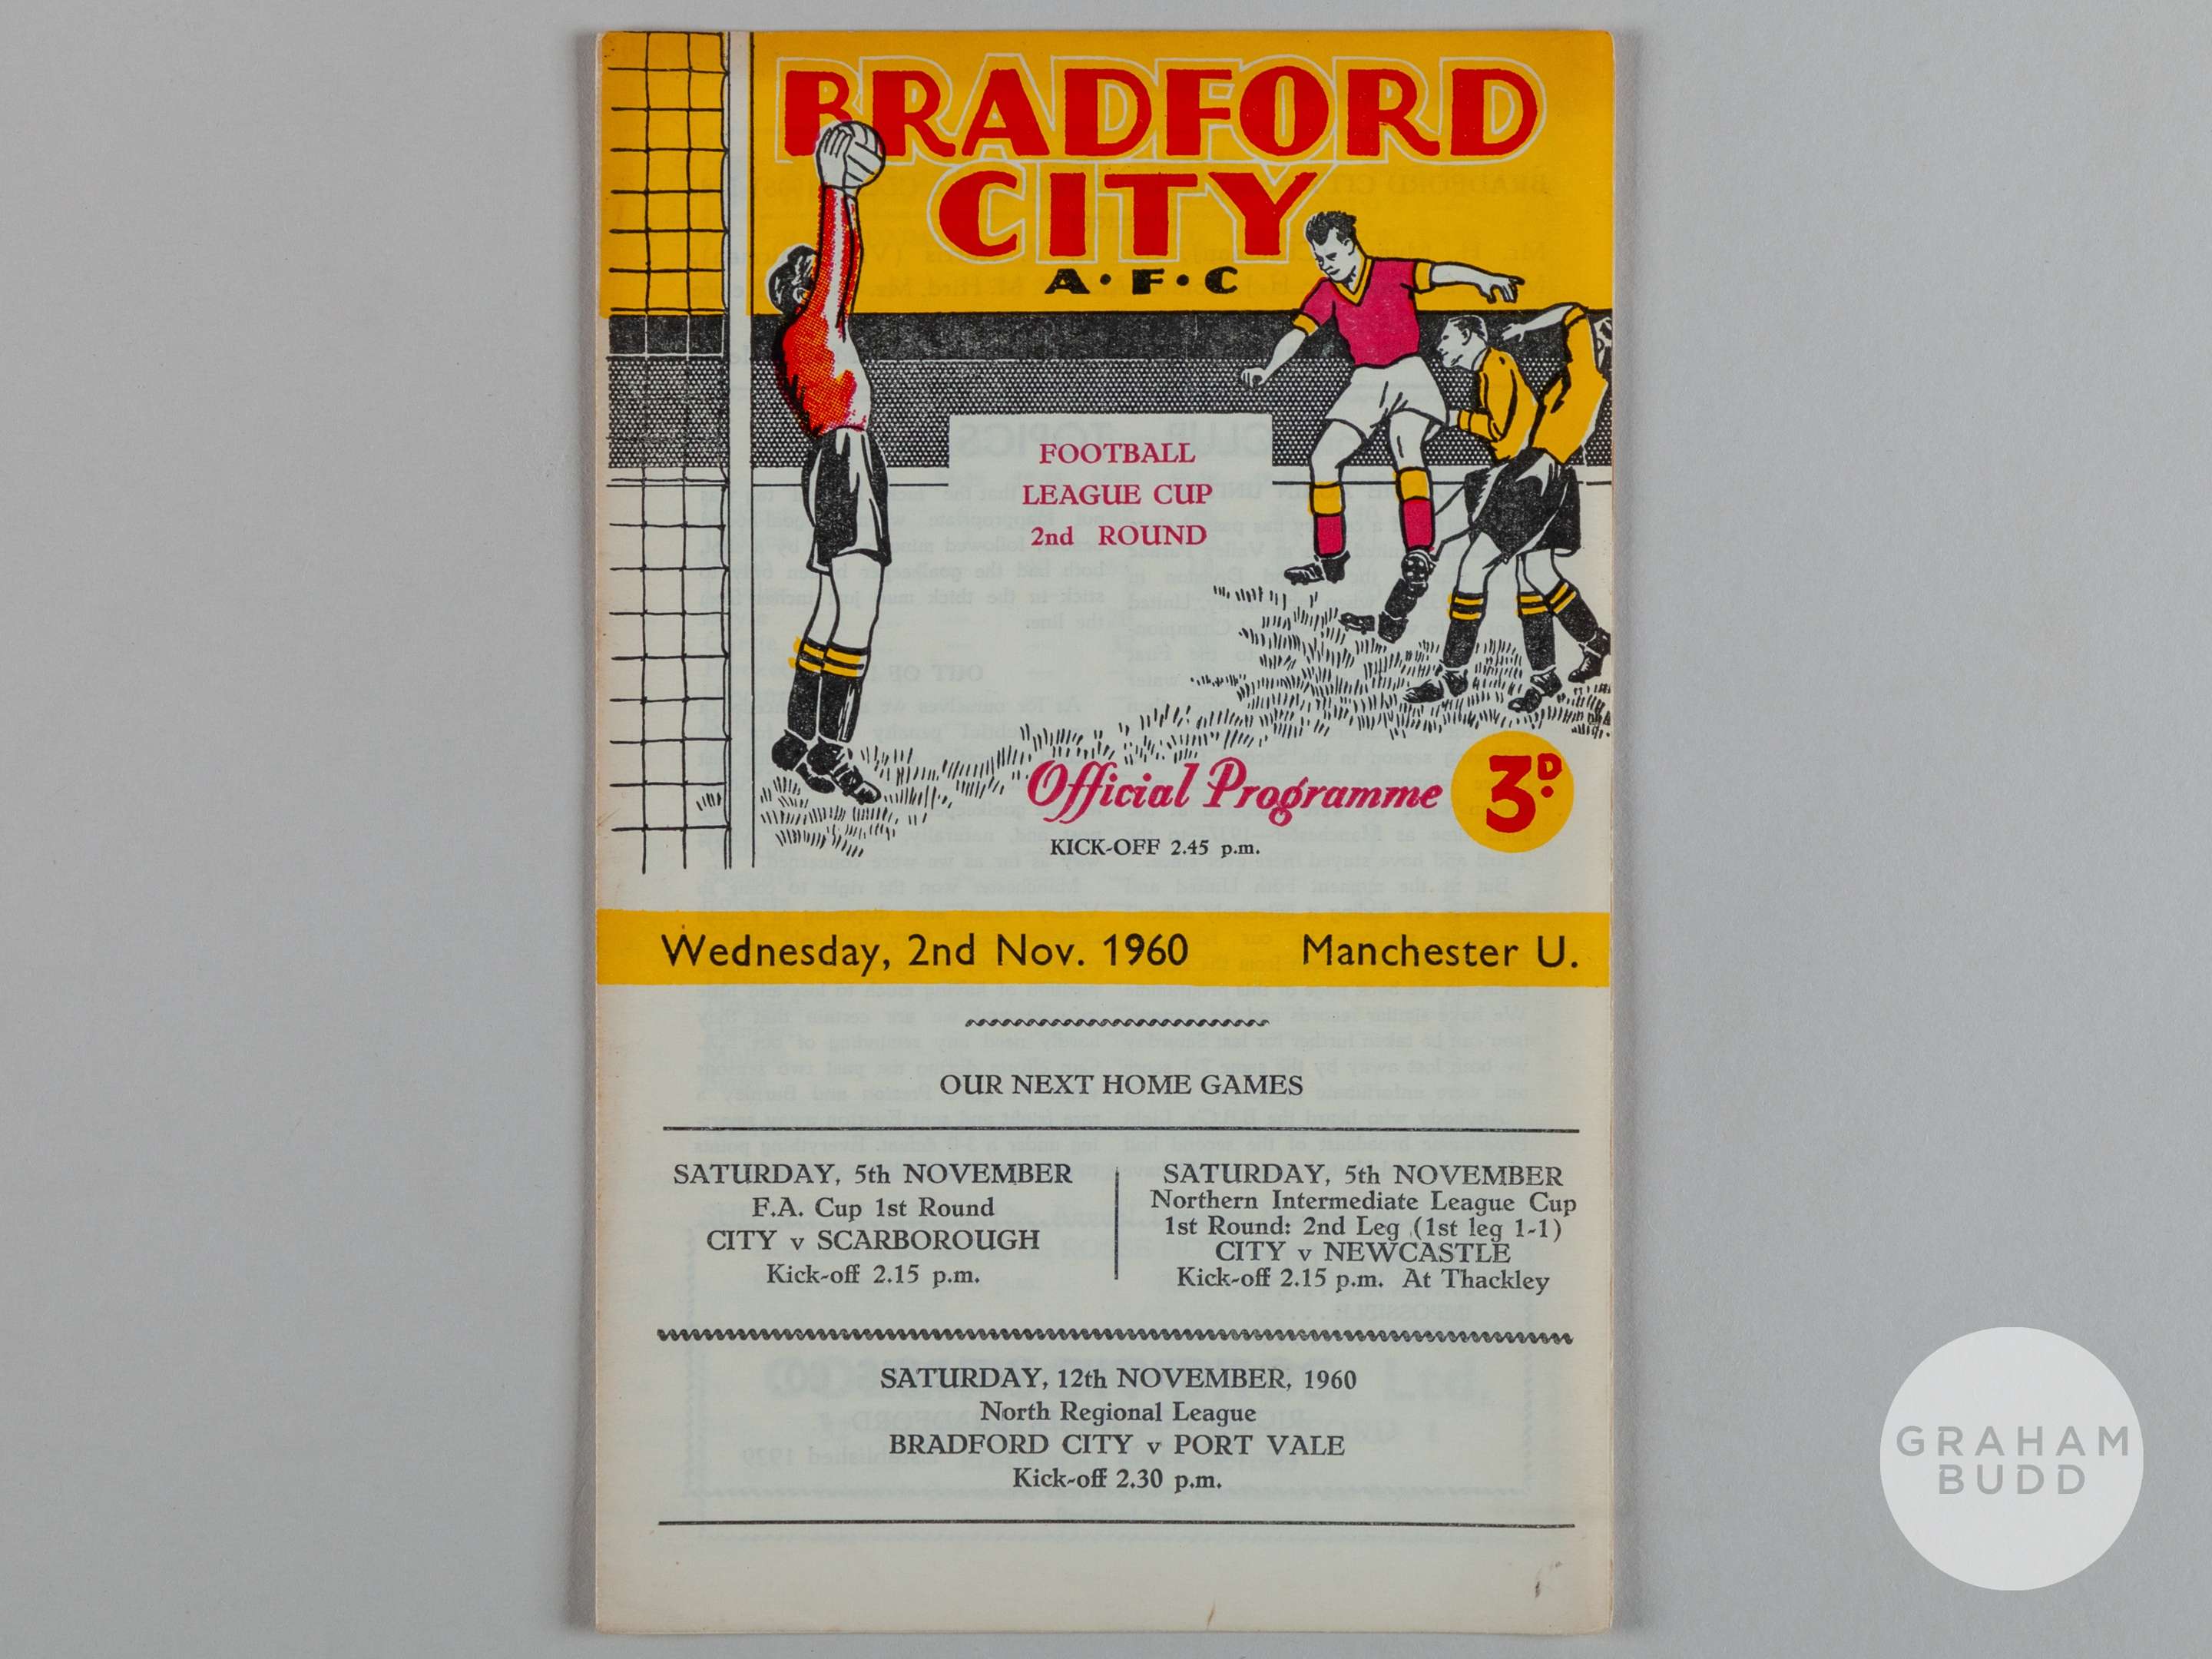 BRADFORD
CITY
A·F·C
FOOTBALL
LEAGUE CUP
2nd ROUND
Official Programme 3D.
KICK-OFF 2.45 p.m.
Wednesday, 2nd Nov. 1960 Manchester U.
OUR NEXT HOME GAMES
SATURDAY, 5th NOVEMBER
F.A. Cup 1st Round
CITY v SCARBOROUGH
Kick-off 2.15 p.m.
SATURDAY, 5th NOVEMBER
Northern Intermediate League Cup
1st Round: 2nd Leg (1st leg 1-1)
CITY v NEWCASTLE
Kick-off 2.15 p.m. At Thackley
SATURDAY, 12th NOVEMBER, 1960
North Regional League
BRADFORD CITY v PORT VALE
Kick-off 2.30 p.m.
GRAHAM
BUDD